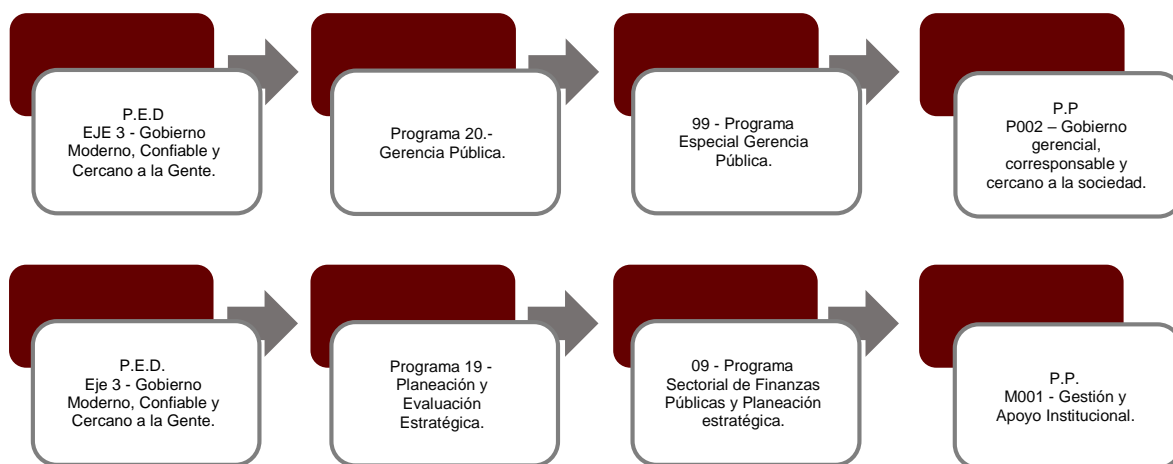 P.E.D
EJE 3 - Gobierno
Moderno, Confiable y
Cercano a la Gente.
Programa 20.-
Gerencia Pública.
99 - Programa
Especial Gerencia
Pública.
P.P
P002 – Gobierno
gerencial,
corresponsable y
cercano a la sociedad.
P.E.D.
Eje 3 - Gobierno
Moderno, Confiable y
Cercano a la Gente.
Programa 19 -
Planeación y
Evaluación
Estratégica.
09 - Programa
Sectorial de Finanzas
Públicas y Planeación
estratégica.
P.P.
M001 - Gestión y
Apoyo Institucional.